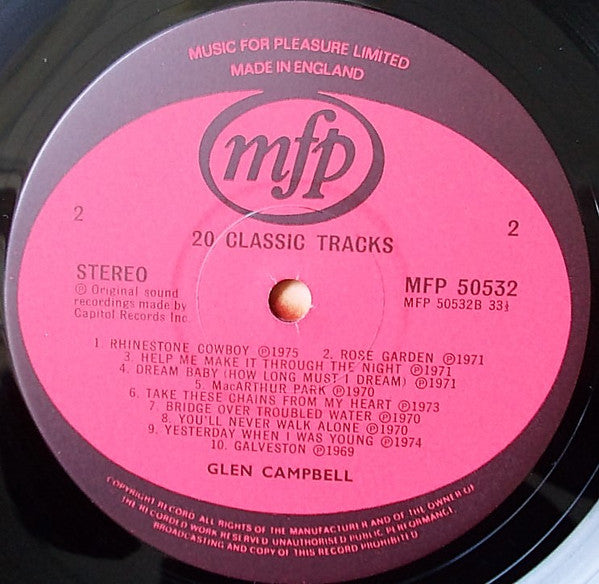 MUSIC FOR PLEASURE LIMITED
MADE IN ENGLAND
mfp
2
2
20 CLASSIC TRACKS
STEREO
℗ Original sound
recordings made by
Capitol Records Inc.
MFP 50532
MFP 50532B 33⅓
1. RHINESTONE COWBOY ℗1975 2. ROSE GARDEN ℗1971
3. HELP ME MAKE IT THROUGH THE NIGHT ℗1971
4. DREAM BABY (HOW LONG MUST I DREAM) ℗1971
5. MacARTHUR PARK ℗1970
6. TAKE THESE CHAINS FROM MY HEART ℗1973
7. BRIDGE OVER TROUBLED WATER ℗1970
8. YOU'LL NEVER WALK ALONE ℗1970
9. YESTERDAY WHEN I WAS YOUNG ℗1974
10. GALVESTON ℗1969
GLEN CAMPBELL
COPYRIGHT RECORD ALL RIGHTS OF THE MANUFACTURER AND OF THE OWNER OF
THE RECORDED WORK RESERVED UNAUTHORISED PUBLIC PERFORMANCE,
BROADCASTING AND COPY OF THIS RECORD PROHIBITED